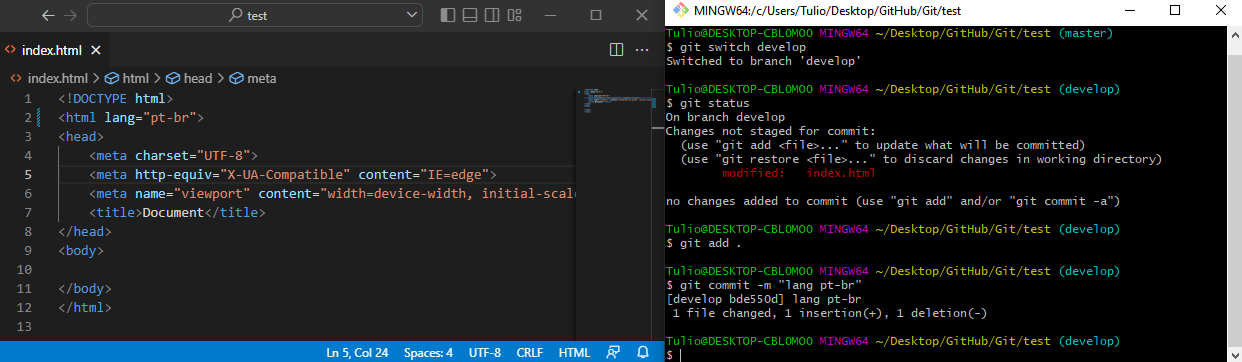 test
index.html
index.html > html > head > meta
1 <!DOCTYPE html>
2 <html lang="pt-br">
3 <head>
4 <meta charset="UTF-8">
5 <meta http-equiv="X-UA-Compatible" content="IE=edge">
6 <meta name="viewport" content="width=device-width, initial-scale
7 <title>Document</title>
8 </head>
9 <body>
10
11 </body>
12 </html>
13
Ln 5, Col 24 Spaces: 4 UTF-8 CRLF HTML
MINGW64:/c/Users/Tulio/Desktop/GitHub/Git/test
Tulio@DESKTOP-CBLOMOO MINGW64 ~/Desktop/GitHub/Git/test (master)
$ git switch develop
Switched to branch 'develop'
Tulio@DESKTOP-CBLOMOO MINGW64 ~/Desktop/GitHub/Git/test (develop)
$ git status
On branch develop
Changes not staged for commit:
(use "git add <file>..." to update what will be committed)
(use "git restore <file>..." to discard changes in working directory)
modified: index.html
no changes added to commit (use "git add" and/or "git commit -a")
Tulio@DESKTOP-CBLOMOO MINGW64 ~/Desktop/GitHub/Git/test (develop)
$ git add .
Tulio@DESKTOP-CBLOMOO MINGW64 ~/Desktop/GitHub/Git/test (develop)
$ git commit -m "lang pt-br"
[develop bde550d] lang pt-br
1 file changed, 1 insertion(+), 1 deletion(-)
Tulio@DESKTOP-CBLOMOO MINGW64 ~/Desktop/GitHub/Git/test (develop)
$